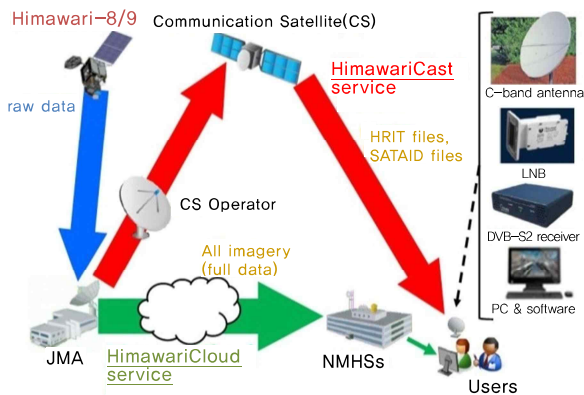 Himawari-8/9
Communication Satellite(CS)
raw data
HimawariCast
service
HRIT files,
SATAID files
CS Operator
All imagery
(full data)
JMA
HimawariCloud
service
NMHSs
Users
C-band antenna
LNB
DVB-S2 receiver
PC & software